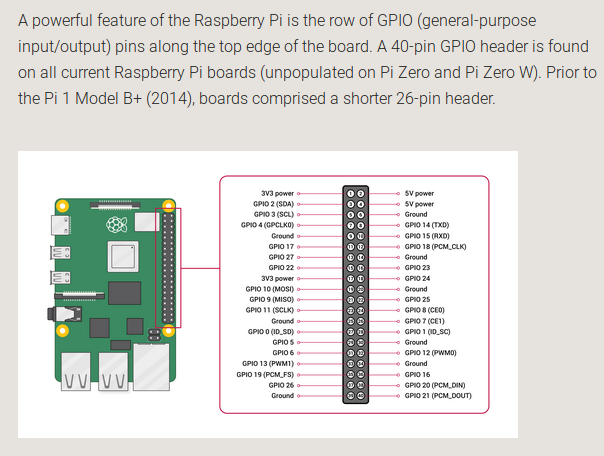 A powerful feature of the Raspberry Pi is the row of GPIO (general-purpose
input/output) pins along the top edge of the board. A 40-pin GPIO header is found
on all current Raspberry Pi boards (unpopulated on Pi Zero and Pi Zero W). Prior to
the Pi 1 Model B+ (2014), boards comprised a shorter 26-pin header.
3V3 power 1 2 5V power
GPIO 2 (SDA) 3 4 5V power
GPIO 3 (SCL) 5 6 Ground
GPIO 4 (GPCLK0) 7 8 GPIO 14 (TXD)
Ground 9 10 GPIO 15 (RXD)
GPIO 17 11 12 GPIO 18 (PCM_CLK)
GPIO 27 13 14 Ground
GPIO 22 15 16 GPIO 23
3V3 power 17 18 GPIO 24
GPIO 10 (MOSI) 19 20 Ground
GPIO 9 (MISO) 21 22 GPIO 25
GPIO 11 (SCLK) 23 24 GPIO 8 (CE0)
Ground 25 26 GPIO 7 (CE1)
GPIO 0 (ID_SD) 27 28 GPIO 1 (ID_SC)
GPIO 5 29 30 Ground
GPIO 6 31 32 GPIO 12 (PWM0)
GPIO 13 (PWM1) 33 34 Ground
GPIO 19 (PCM_FS) 35 36 GPIO 16
GPIO 26 37 38 GPIO 20 (PCM_DIN)
Ground 39 40 GPIO 21 (PCM_DOUT)